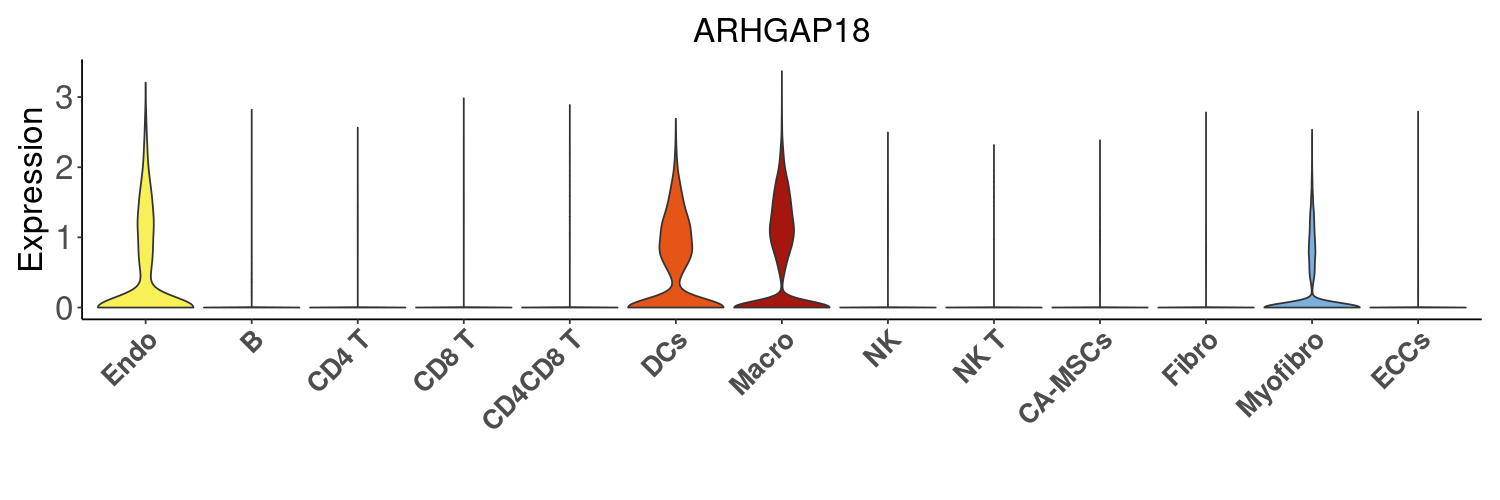 ARHGAP18
Expression
3
2
1
0
Endo
B
CD4 T
CD8 T
CD4CD8 T
DCs
Macro
NK
NK T
CA-MSCs
Fibro
Myofibro
ECCs